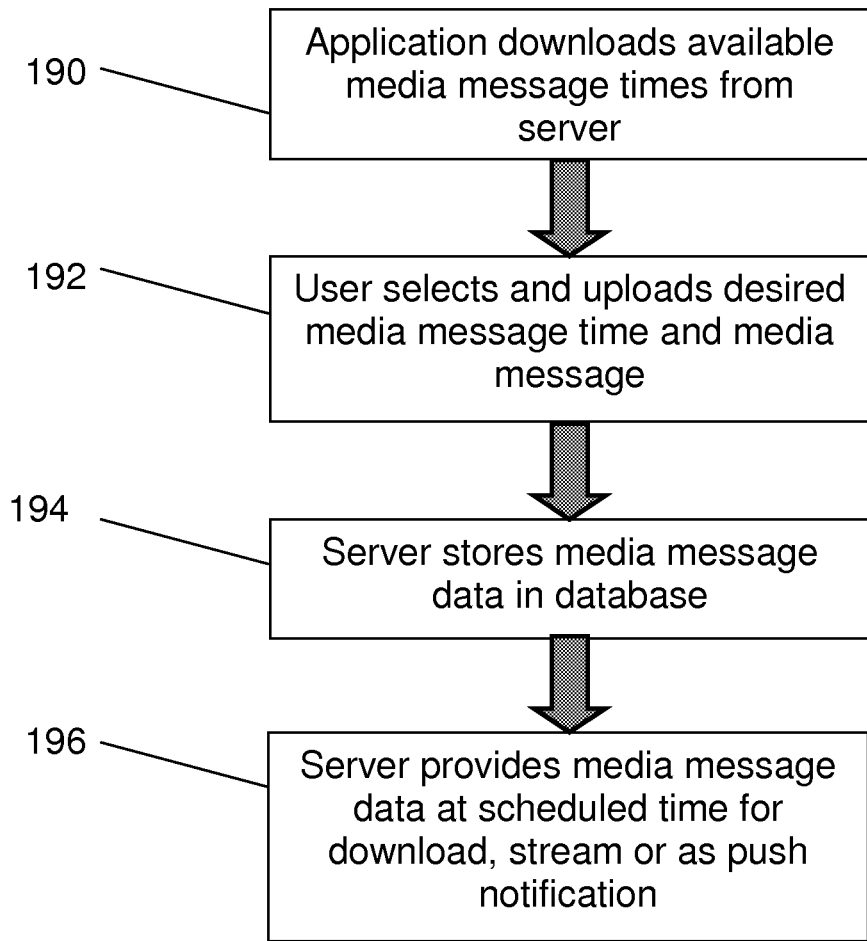 190
Application downloads available
media message times from
server
192
User selects and uploads desired
media message time and media
message
194
Server stores media message
data in database
196
Server provides media message
data at scheduled time for
download, stream or as push
notification